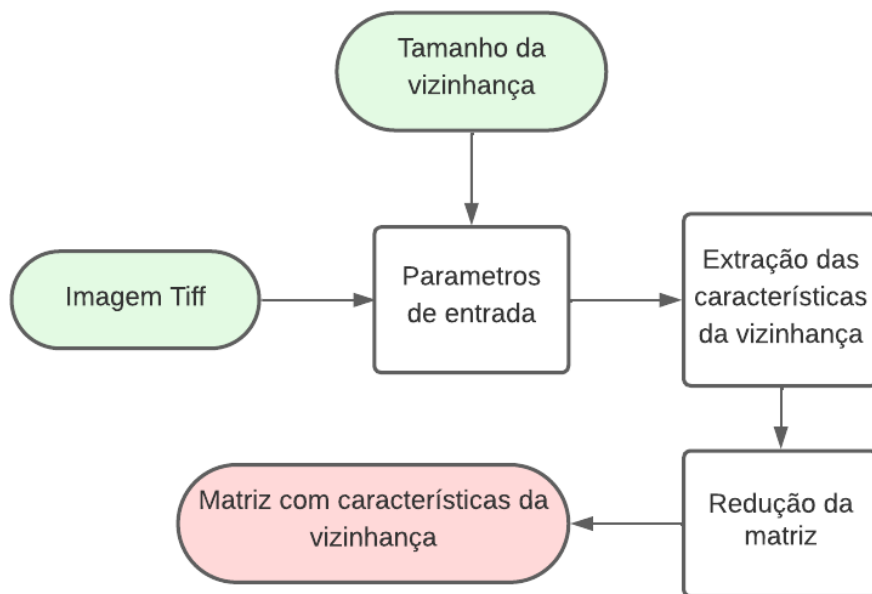 Tamanho da
vizinhança
Imagem Tiff
Parametros
de entrada
Extração das
características
da vizinhança
Redução da
matriz
Matriz com características da
vizinhança